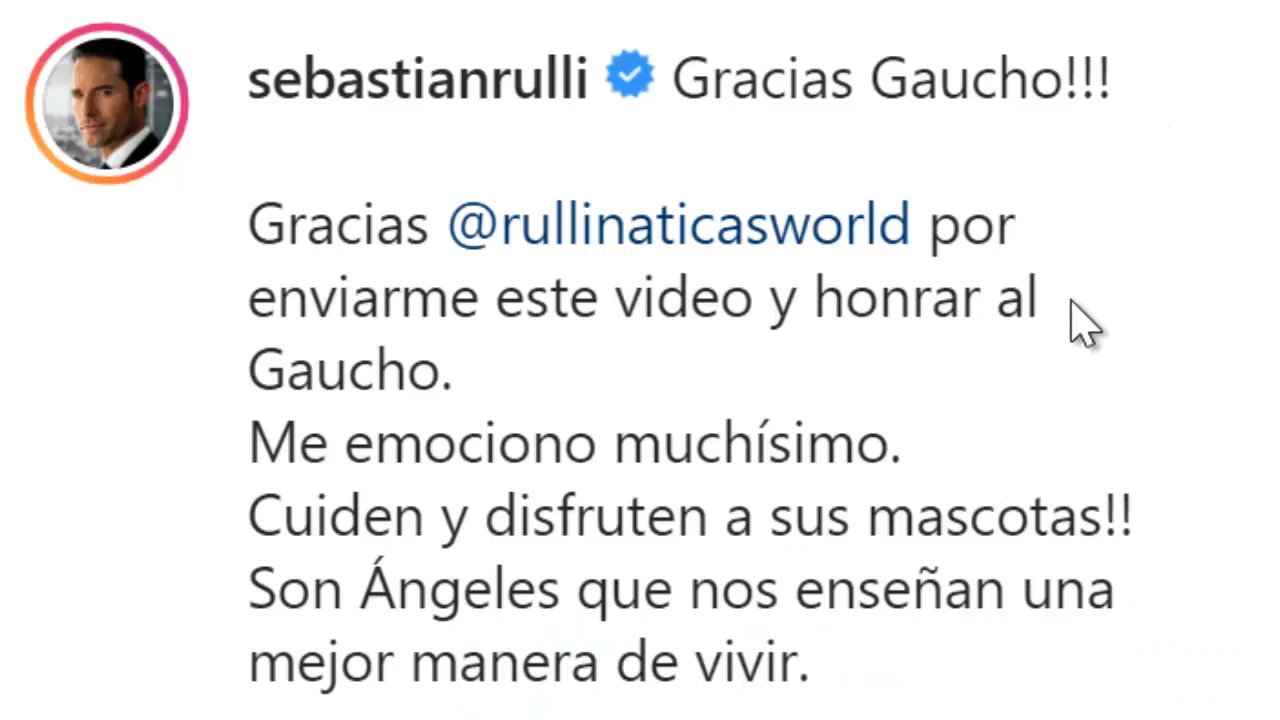 sebastianrulli Gracias Gaucho!!!
Gracias @rullinaticasworld por
enviarme este video y honrar al
Gaucho.
Me emociono muchísimo.
Cuiden y disfruten a sus mascotas!!
Son Ángeles que nos enseñan una
mejor manera de vivir.